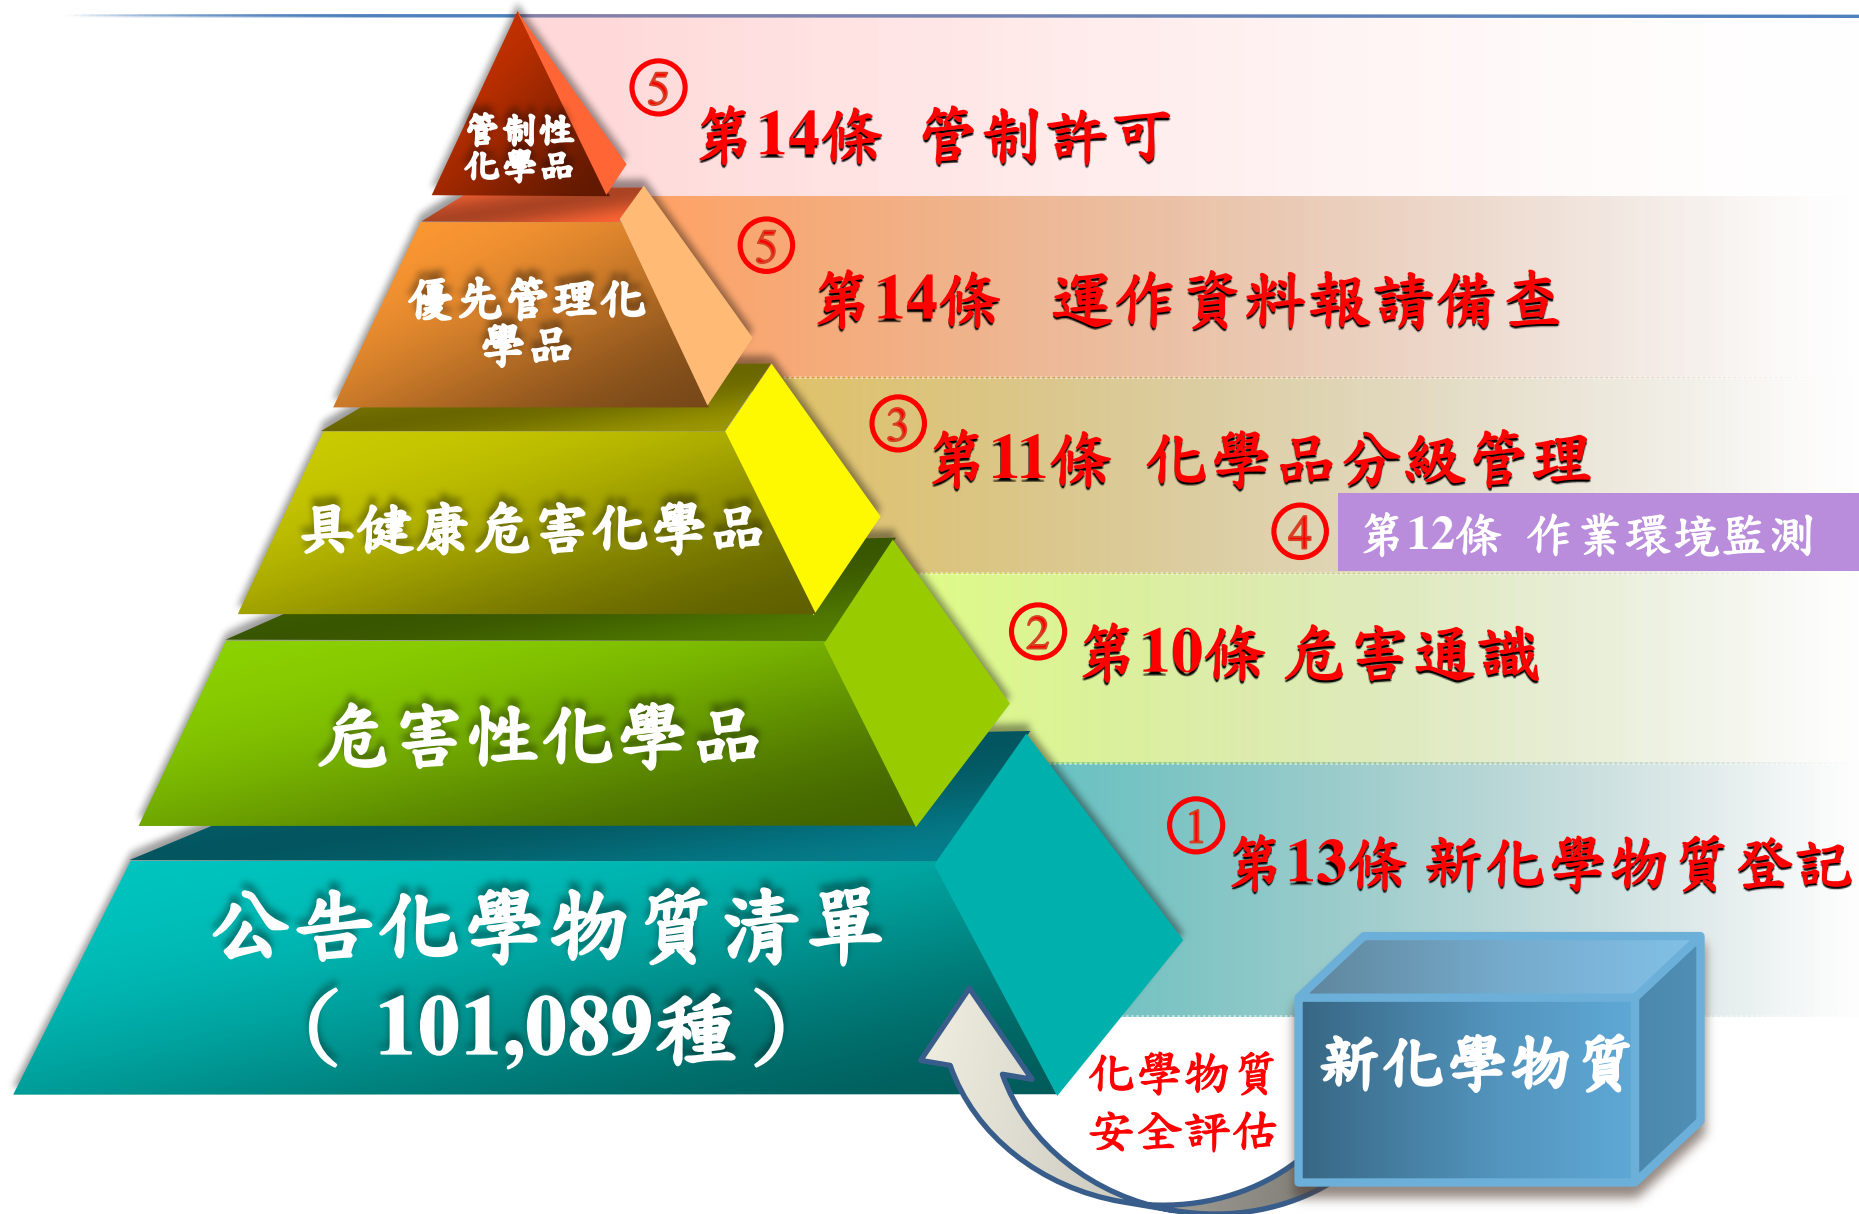 管制性
化學品
⑤
第14條 管制許可
優先管理化
學品
⑤
第14條 運作資料報請備查
具健康危害化學品
③
第11條 化學品分級管理
④
第12條 作業環境監測
危害性化學品
②
第10條 危害通識
公告化學物質清單
（ 101,089種）
①
第13條 新化學物質登記
化學物質
安全評估
新化學物質